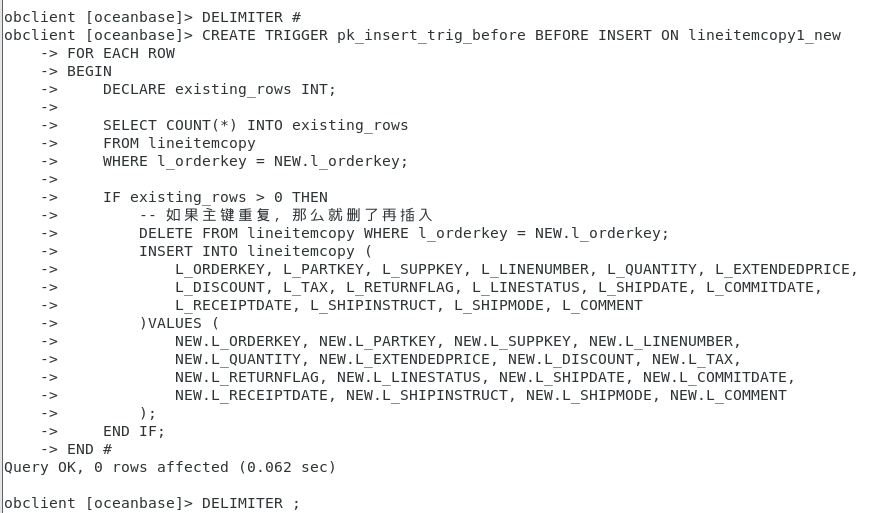 obclient [oceanbase]> DELIMITER #
obclient [oceanbase]> CREATE TRIGGER pk_insert_trig_before BEFORE INSERT ON lineitemcopy1_new
    -> FOR EACH ROW
    -> BEGIN
    ->     DECLARE existing_rows INT;
    ->
    ->     SELECT COUNT(*) INTO existing_rows
    ->     FROM lineitemcopy
    ->     WHERE l_orderkey = NEW.l_orderkey;
    ->
    ->     IF existing_rows > 0 THEN
    ->         -- 如果主键重复，那么就删了再插入
    ->         DELETE FROM lineitemcopy WHERE l_orderkey = NEW.l_orderkey;
    ->         INSERT INTO lineitemcopy (
    ->             L_ORDERKEY, L_PARTKEY, L_SUPPKEY, L_LINENUMBER, L_QUANTITY, L_EXTENDEDPRICE,
    ->             L_DISCOUNT, L_TAX, L_RETURNFLAG, L_LINESTATUS, L_SHIPDATE, L_COMMITDATE,
    ->             L_RECEIPTDATE, L_SHIPINSTRUCT, L_SHIPMODE, L_COMMENT
    ->         )VALUES (
    ->             NEW.L_ORDERKEY, NEW.L_PARTKEY, NEW.L_SUPPKEY, NEW.L_LINENUMBER,
    ->             NEW.L_QUANTITY, NEW.L_EXTENDEDPRICE, NEW.L_DISCOUNT, NEW.L_TAX,
    ->             NEW.L_RETURNFLAG, NEW.L_LINESTATUS, NEW.L_SHIPDATE, NEW.L_COMMITDATE,
    ->             NEW.L_RECEIPTDATE, NEW.L_SHIPINSTRUCT, NEW.L_SHIPMODE, NEW.L_COMMENT
    ->         );
    ->     END IF;
    -> END #
Query OK, 0 rows affected (0.062 sec)

obclient [oceanbase]> DELIMITER ;